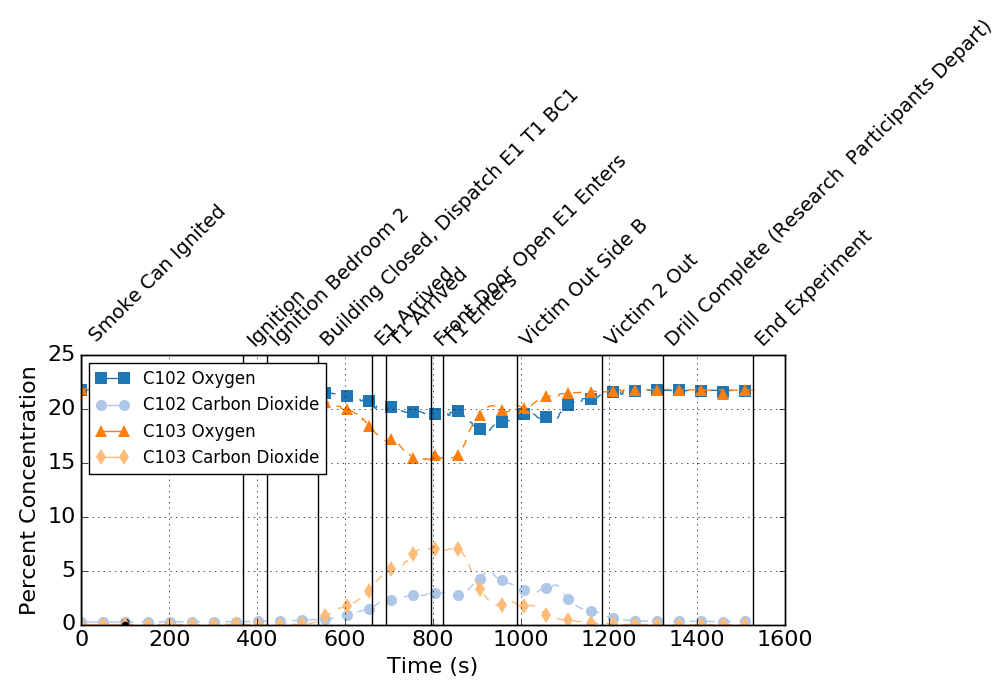 Smoke Can Ignited
Ignition
Ignition Bedroom 2
Building Closed, Dispatch E1 T1 BC1
E1 Arrived
T1 Arrived
Front Door Open E1 Enters
T1 Enters
Victim Out Side B
Victim 2 Out
Drill Complete (Research  Participants Depart)
End Experiment
C102 Oxygen
C102 Carbon Dioxide
C103 Oxygen
C103 Carbon Dioxide
Percent Concentration
25
20
15
10
5
0
0 200 400 600 800 1000 1200 1400 1600
Time (s)